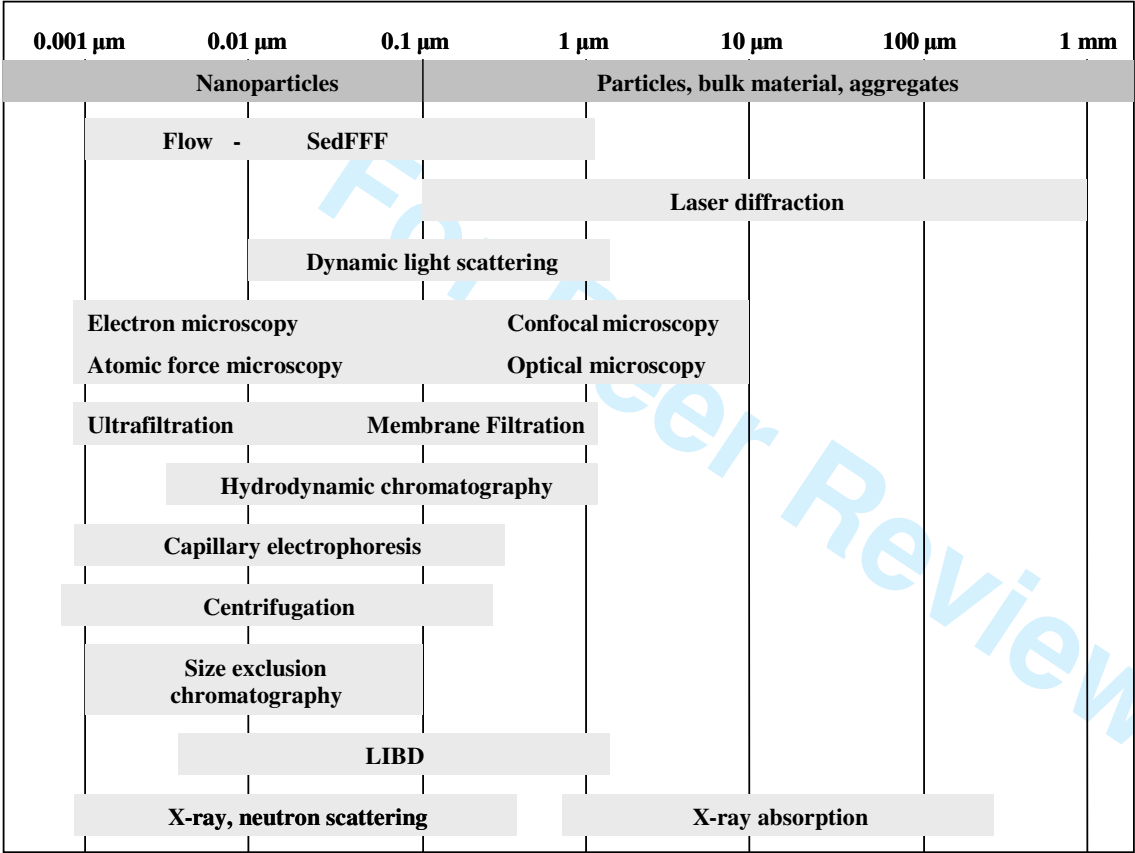 0.001 μm 0.01 μm 0.1 μm 1 μm 10 μm 100 μm 1 mm
Nanoparticles Particles, bulk material, aggregates
Flow - SedFFF
Laser diffraction
Dynamic light scattering
Electron microscopy Confocal microscopy
Atomic force microscopy Optical microscopy
Ultrafiltration Membrane Filtration
Hydrodynamic chromatography
Capillary electrophoresis
Centrifugation
Size exclusion
chromatography
LIBD
X-ray, neutron scattering X-ray absorption
For Peer Review